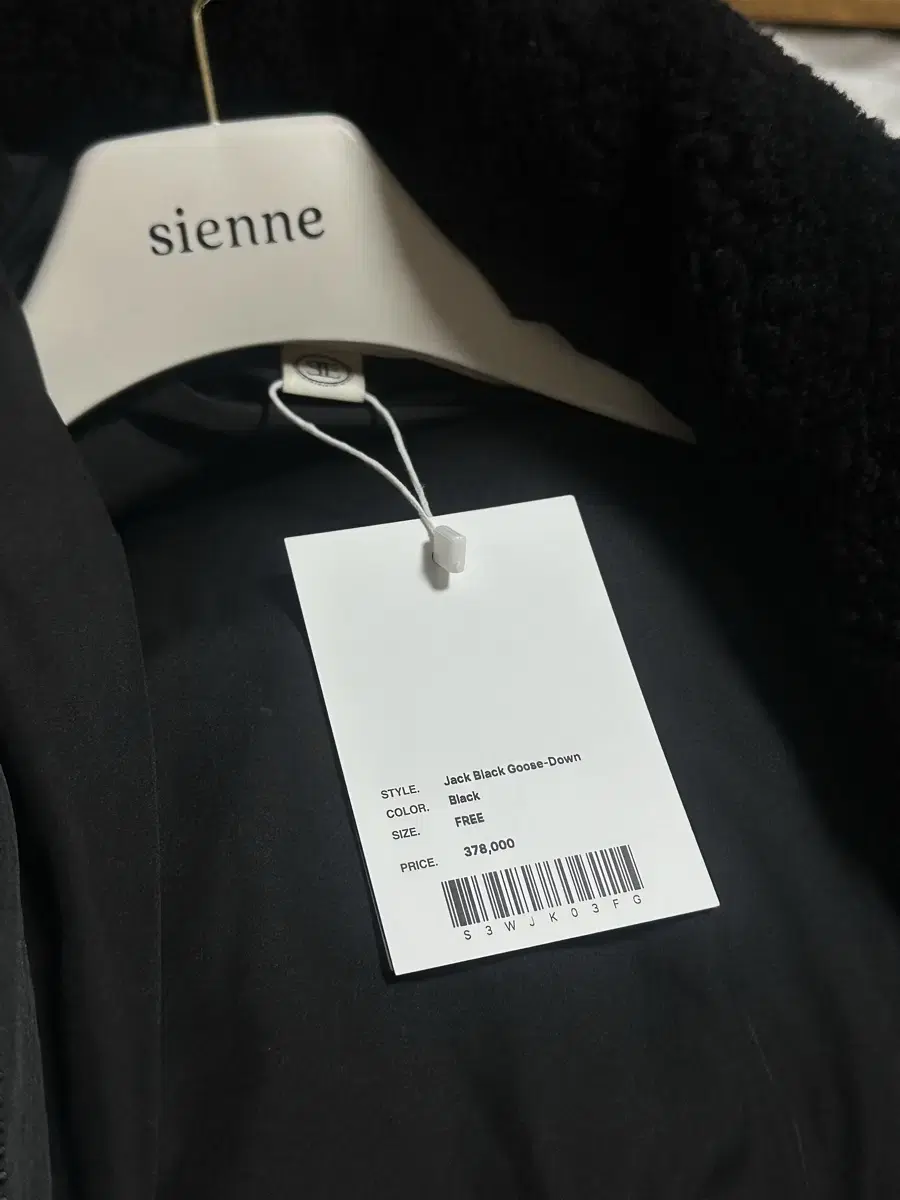 sienne
STYLE. Jack Black Goose-Down
COLOR. Black
SIZE. FREE
PRICE. 378,000
S3WJK03FG